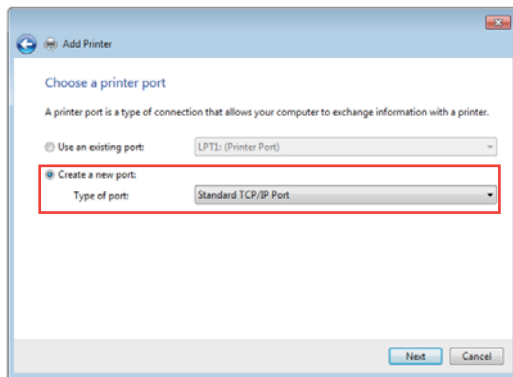 Add Printer
Choose a printer port
A printer port is a type of connection that allows your computer to exchange information with a printer.
Use an existing port: LPT1: (Printer Port)
Create a new port:
Type of port: Standard TCP/IP Port
Next Cancel